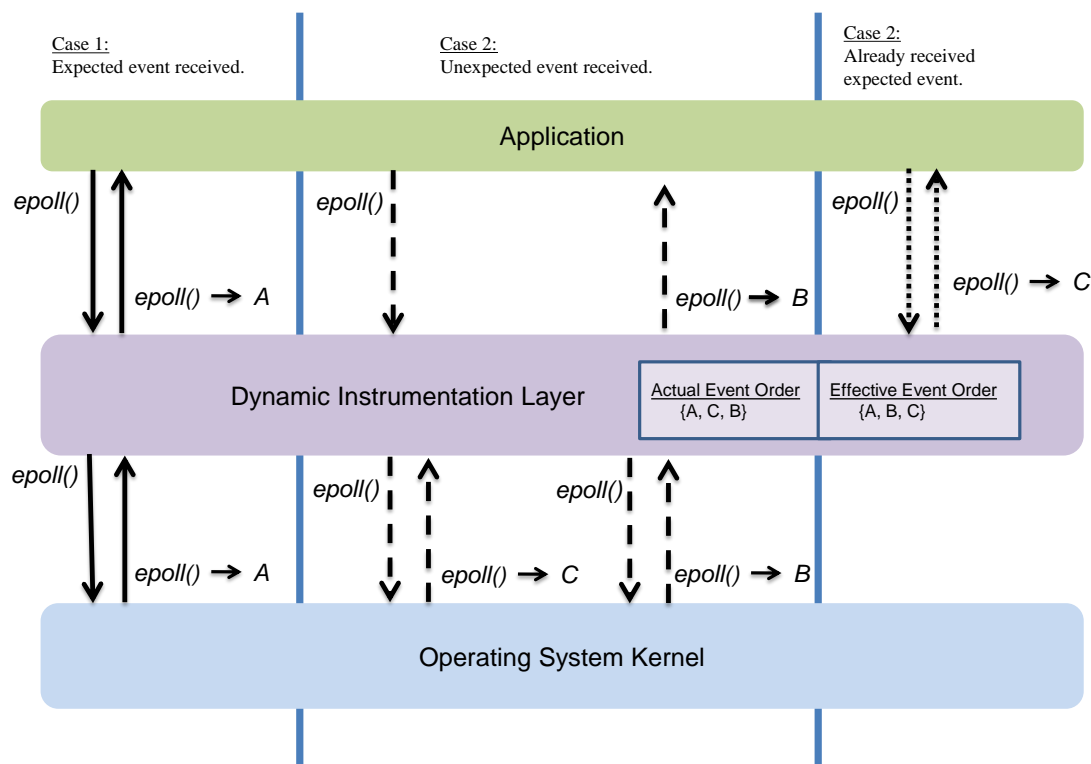 Case 1:
Expected event received.
Case 2:
Unexpected event received.
Case 2:
Already received
expected event.
Application
epoll()
epoll() → A
epoll()
epoll() → B
epoll()
epoll() → C
Dynamic Instrumentation Layer
Actual Event Order
{A, C, B}
Effective Event Order
{A, B, C}
epoll()
epoll() → A
epoll()
epoll() → C
epoll()
epoll() → B
Operating System Kernel